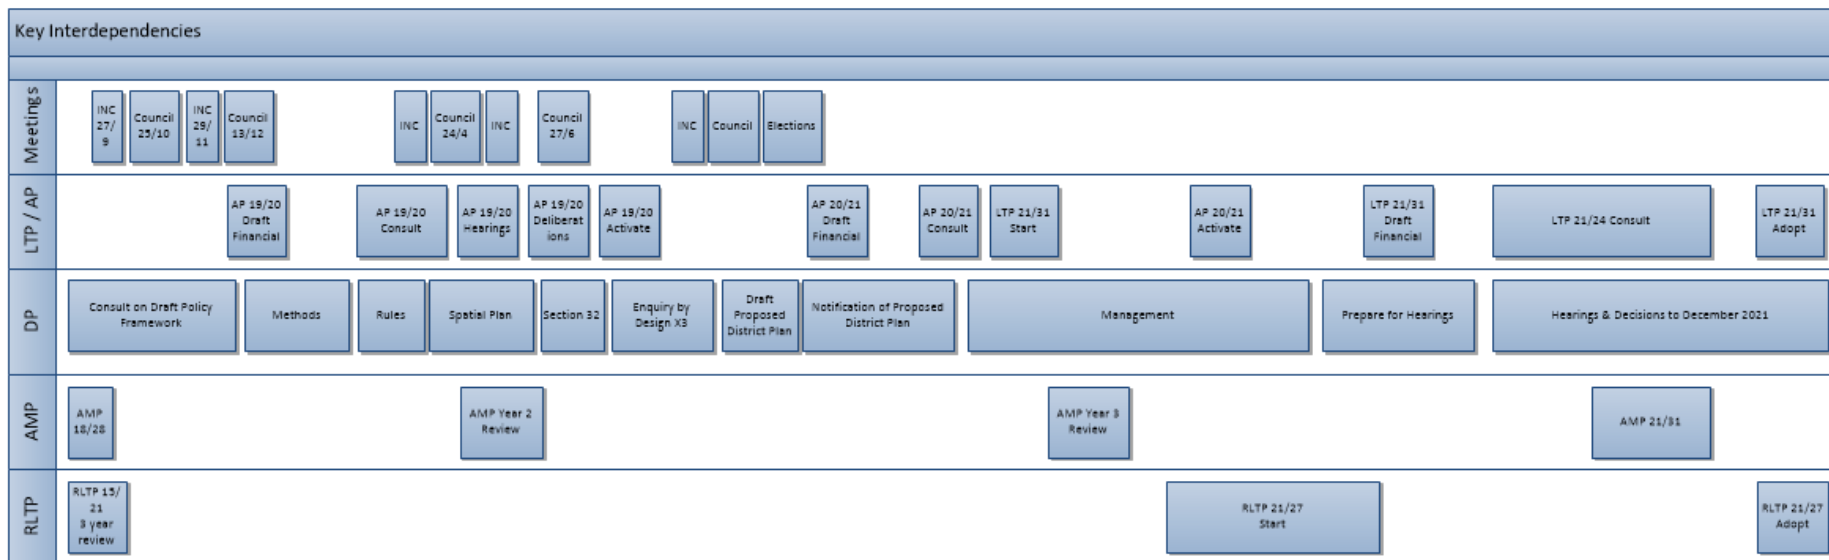 Key Interdependencies
Meetings
INC
27/
9
Council
25/10
INC
29/
11
Council
13/12
INC
Council
24/4
INC
Council
27/6
INC
Council
Elections
LTP / AP
AP 19/20
Draft
Financial
AP 19/20
Consult
AP 19/20
Hearings
AP 19/20
Deliberat
ions
AP 19/20
Activate
AP 20/21
Draft
Financial
AP 20/21
Consult
LTP 21/31
Start
AP 20/21
Activate
LTP 21/31
Draft
Financial
LTP 21/24 Consult
LTP 21/31
Adopt
DP
Consult on Draft Policy
Framework
Methods
Rules
Spatial Plan
Section 32
Enquiry by
Design X3
Draft
Proposed
District Plan
Notification of Proposed
District Plan
Management
Prepare for Hearings
Hearings & Decisions to December 2021
AMP
AMP
18/28
AMP Year 2
Review
AMP Year 3
Review
AMP 21/31
RLTP
RLTP 15/
21
3 year
review
RLTP 21/27
Start
RLTP 21/27
Adopt